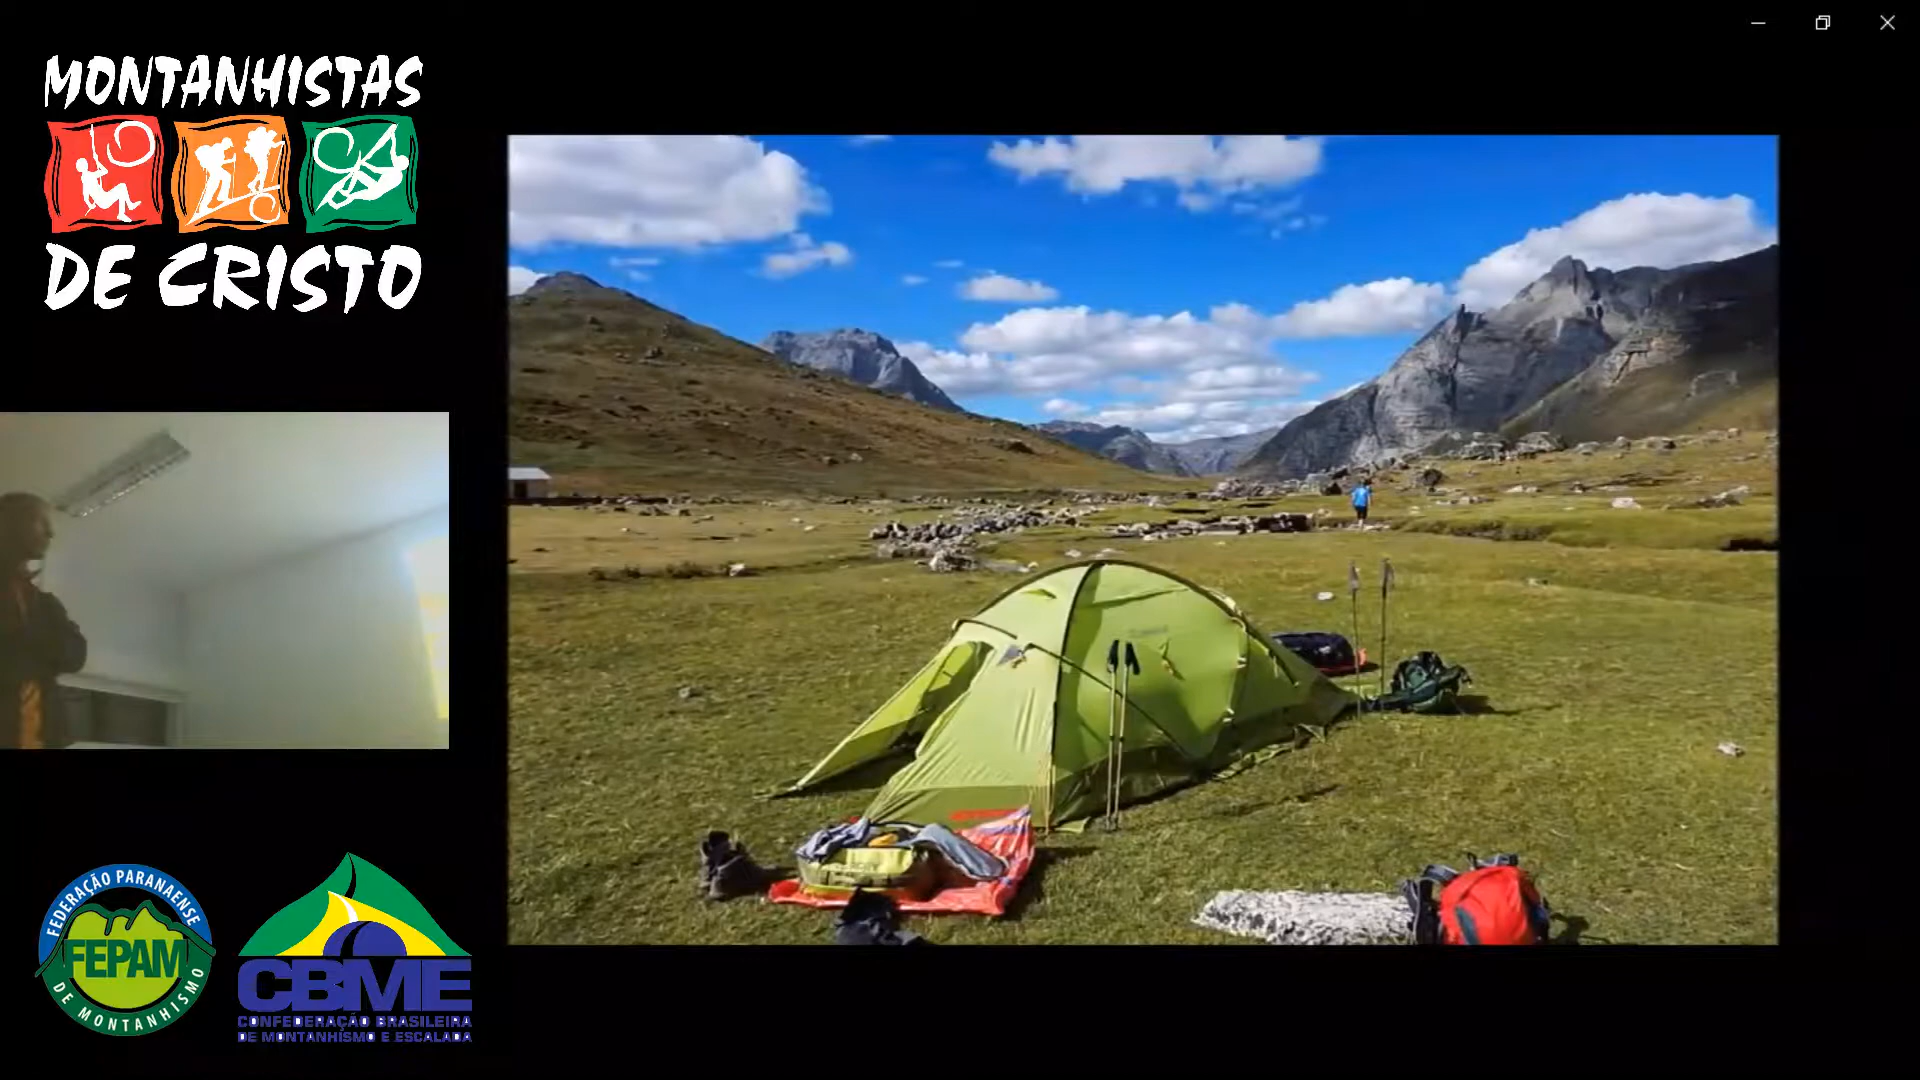 MONTANHISTAS
DE CRISTO
FEDERAÇÃO PARANAENSE
FEPAM
DE MONTANHISMO
CBME
CONFEDERAÇÃO BRASILEIRA
DE MONTANHISMO E ESCALADA